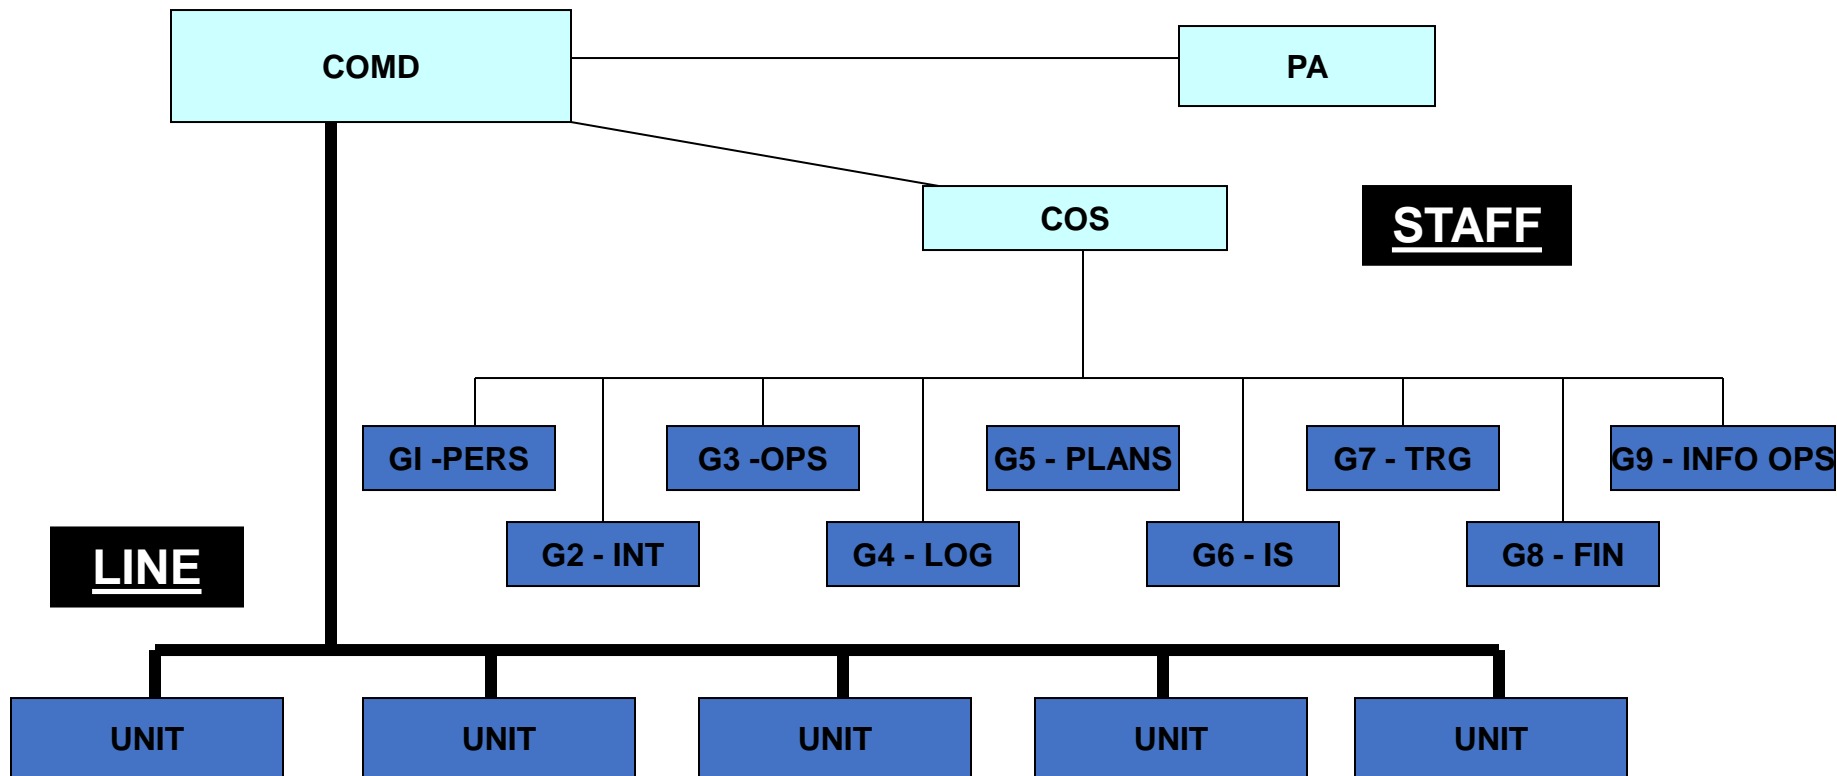 COMD
PA
COS
STAFF
GI -PERS
G3 -OPS
G5 - PLANS
G7 - TRG
G9 - INFO OPS
G2 - INT
G4 - LOG
G6 - IS
G8 - FIN
LINE
UNIT
UNIT
UNIT
UNIT
UNIT